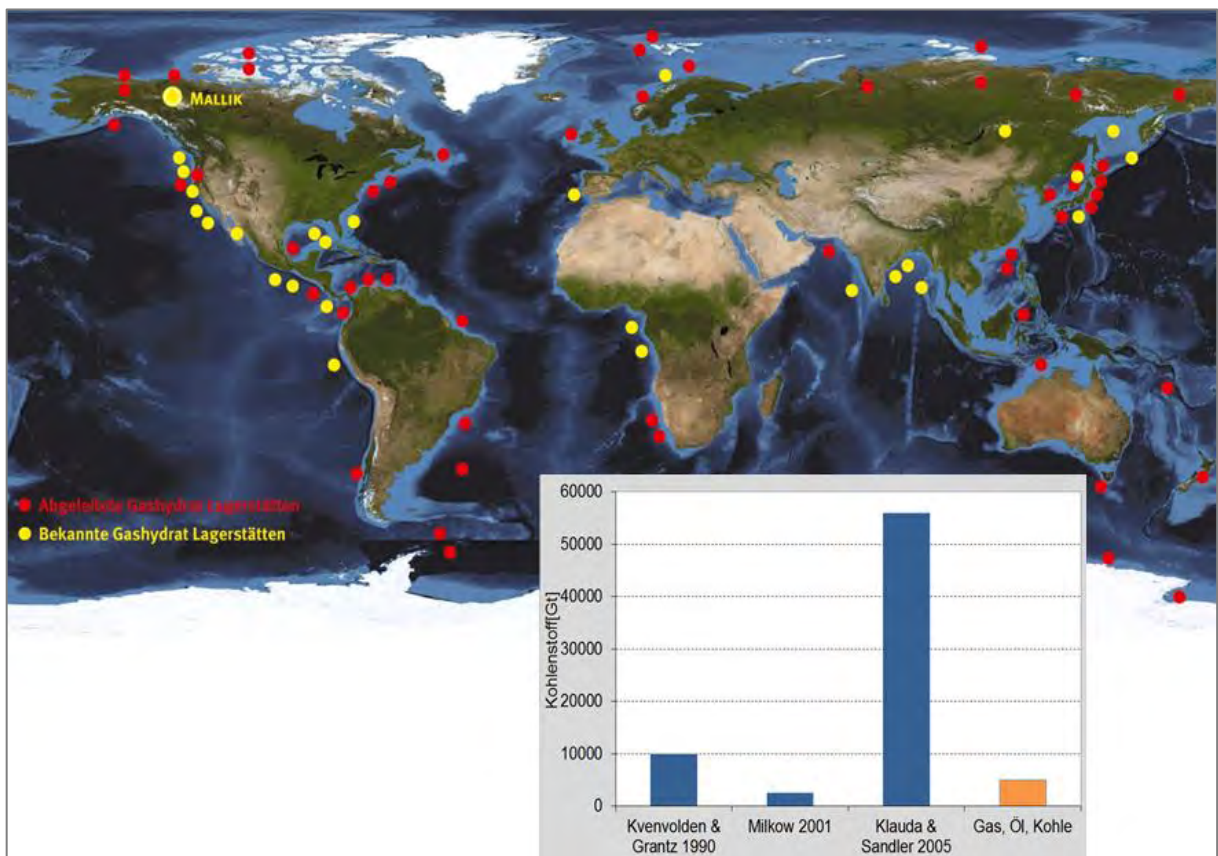 MALLIK
Abgeleitete Gashydrat Lagerstätten
Bekannte Gashydrat Lagerstätten
Kohlenstoff[Gt]
60000
50000
40000
30000
20000
10000
0
Kvenvolden &
Grantz 1990
Milkow 2001
Klauda &
Sandler 2005
Gas, Öl, Kohle